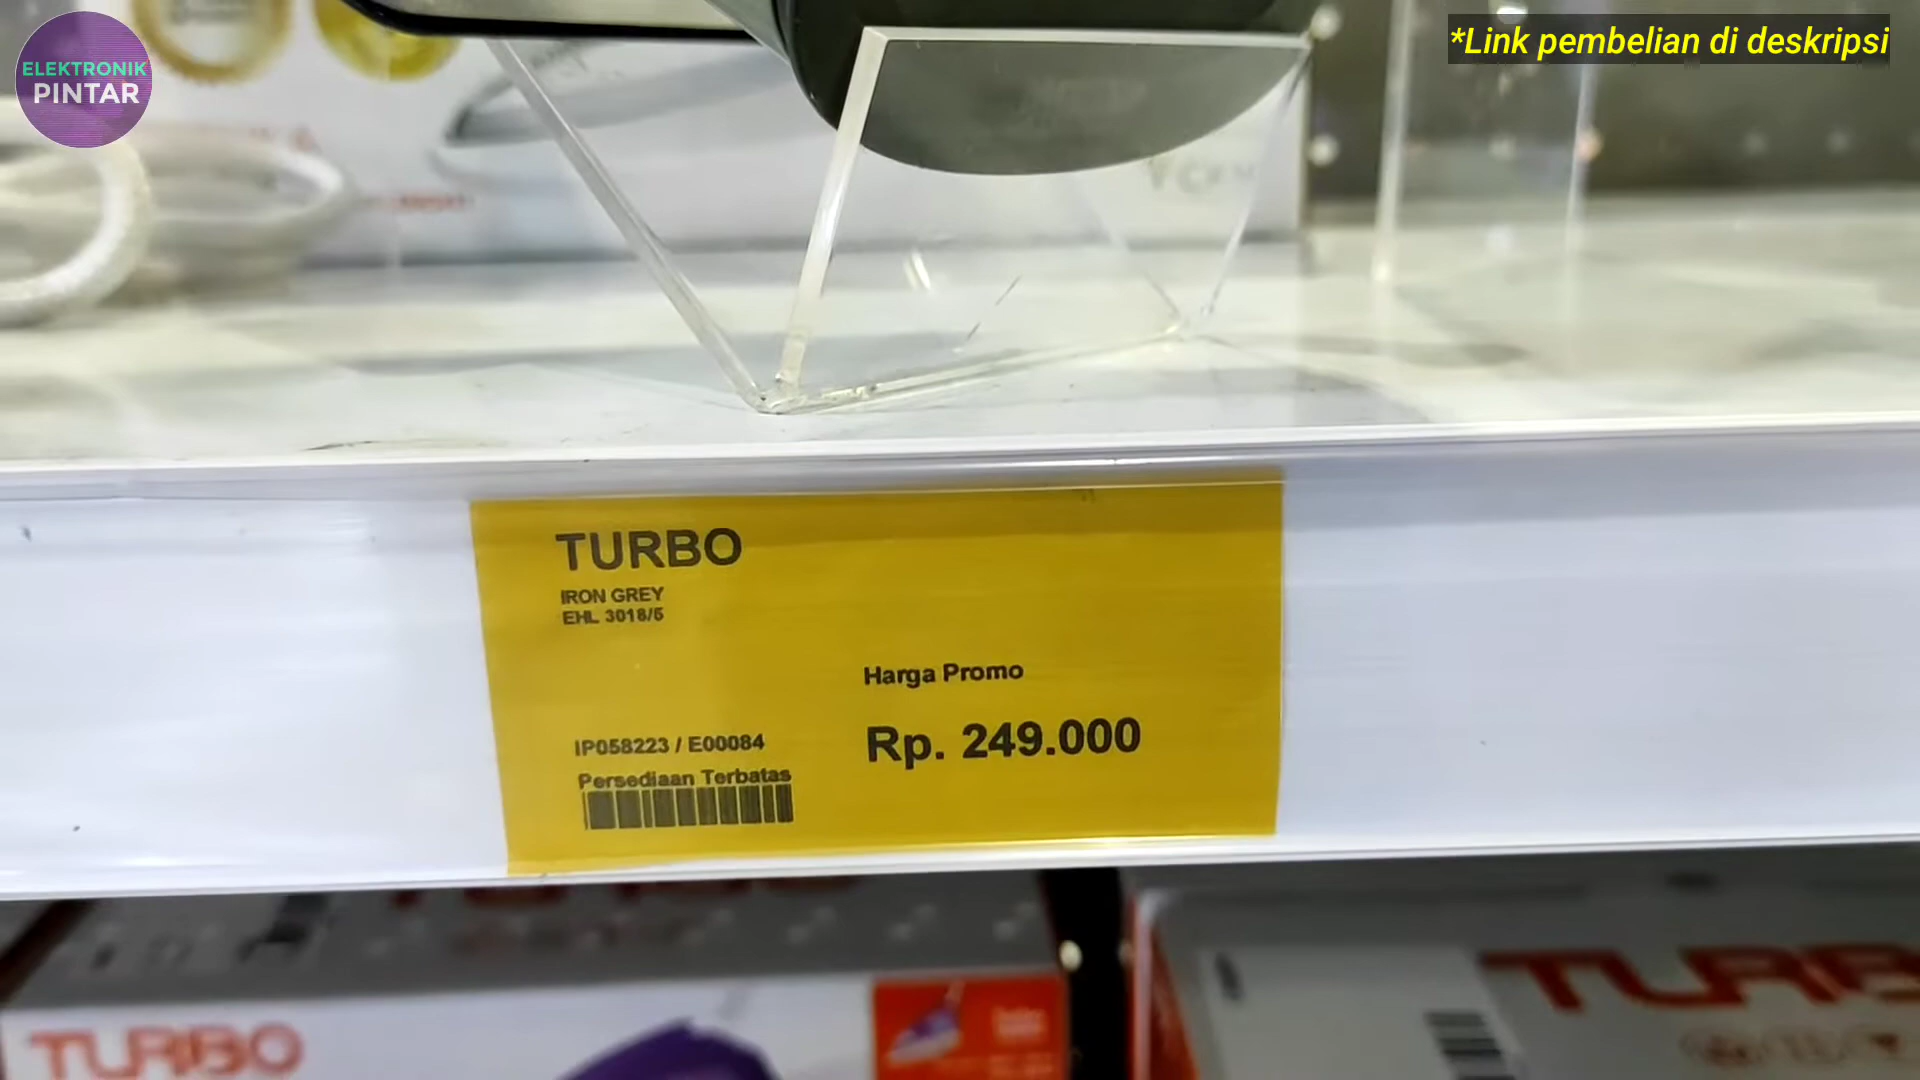 ELEKTRONIK
PINTAR
*Link pembelian di deskripsi
TURBO
IRON GREY
EHL 3018/5
Harga Promo
Rp. 249.000
IP058223 / E00084
Persediaan Terbatas
TURBO
TURB